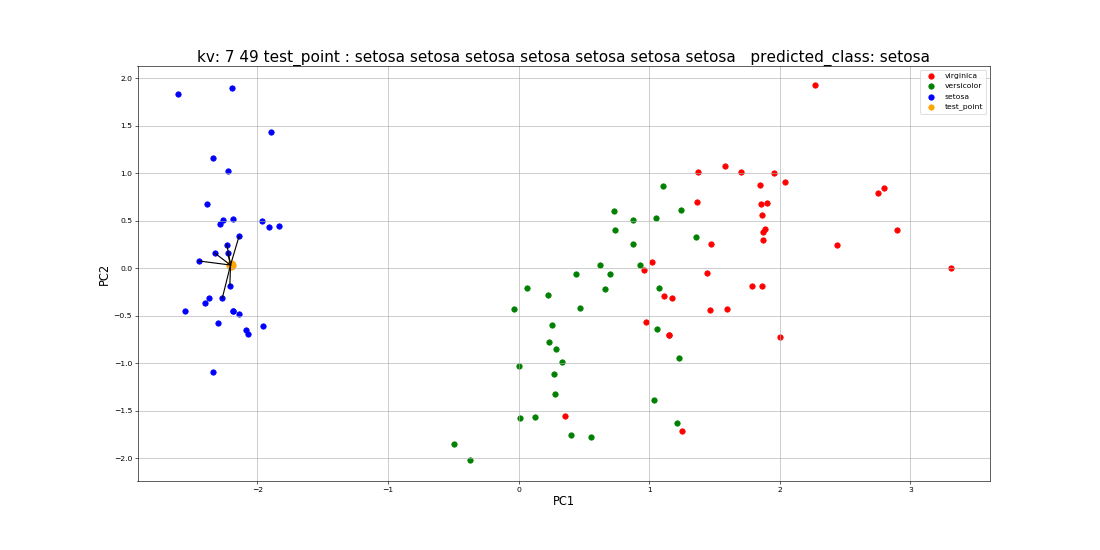 kv: 7 49 test_point : setosa setosa setosa setosa setosa setosa setosa   predicted_class: setosa
virginica
versicolor
setosa
test_point
2.0
1.5
1.0
0.5
0.0
−0.5
−1.0
−1.5
−2.0
PC2
−2
−1
0
1
2
3
PC1